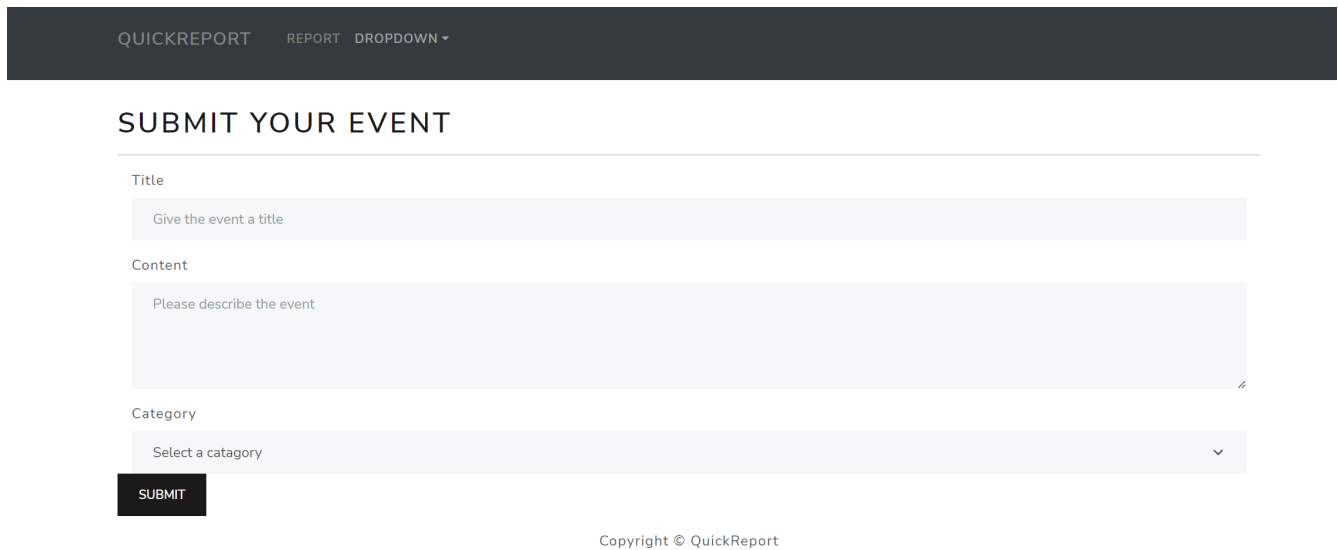 QUICKREPORT REPORT DROPDOWN
SUBMIT YOUR EVENT
Title
Give the event a title
Content
Please describe the event
Category
Select a catagory
SUBMIT
Copyright © QuickReport